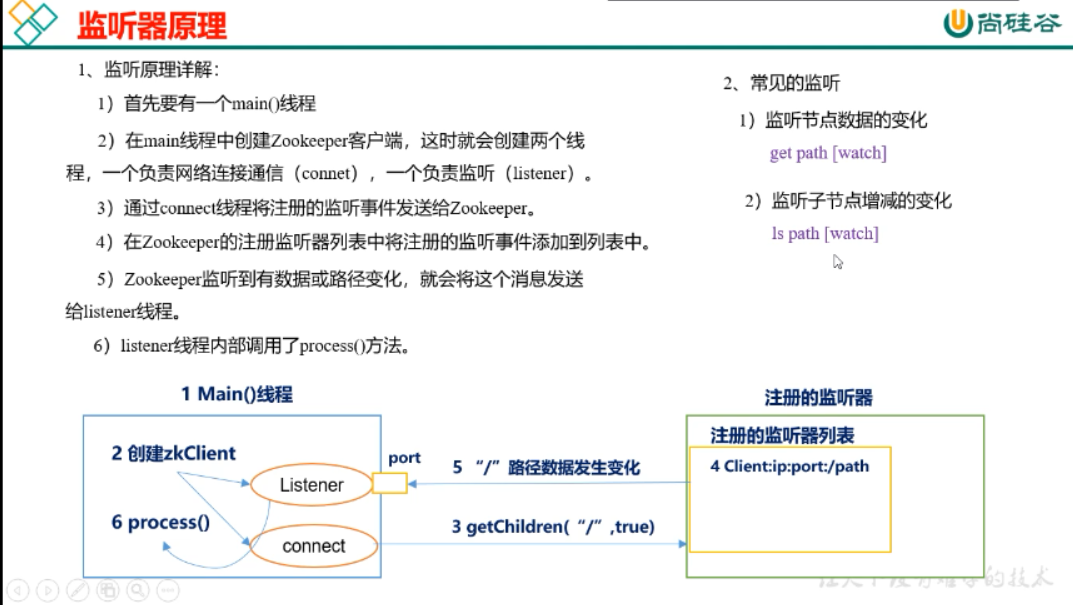 监听器原理
尚硅谷
1、监听原理详解：
1）首先要有一个main()线程
2）在main线程中创建Zookeeper客户端，这时就会创建两个线
程，一个负责网络连接通信（connet），一个负责监听（listener）。
3）通过connect线程将注册的监听事件发送给Zookeeper。
4）在Zookeeper的注册监听器列表中将注册的监听事件添加到列表中。
5）Zookeeper监听到有数据或路径变化，就会将这个消息发送
给listener线程。
6）listener线程内部调用了process()方法。
2、常见的监听
1）监听节点数据的变化
get path [watch]
2）监听子节点增减的变化
ls path [watch]
1 Main()线程
2 创建zkClient
Listener
port
6 process()
connect
5 “/”路径数据发生变化
3 getChildren(“/”,true)
注册的监听器
注册的监听器列表
4 Client:ip:port:/path
的技术